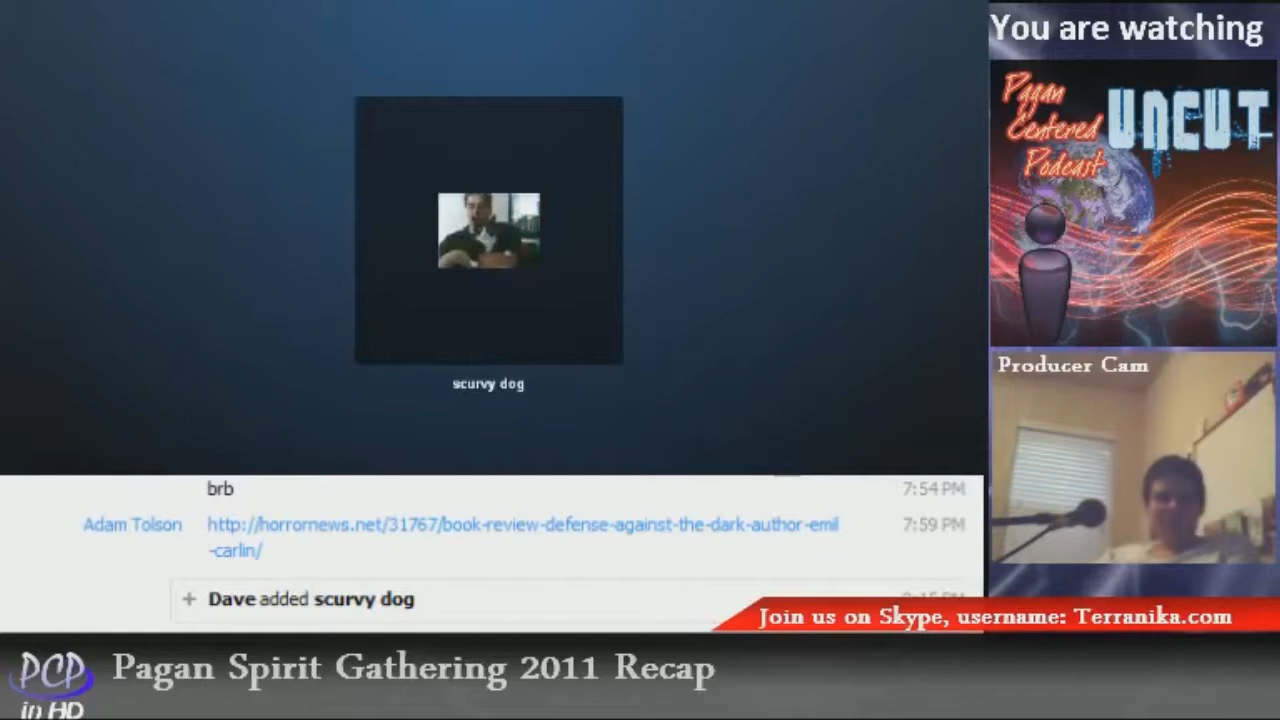 You are watching
Pagan
Centered
Podcast
UNCUT
Producer Cam
scurvy dog
brb
7:54 PM
Adam Tolson
http://horrornews.net/31767/book-review-defense-against-the-dark-author-emil
-carlin/
7:59 PM
+ Dave added scurvy dog
Join us on Skype, username: Terranika.com
PCP
in HD
Pagan Spirit Gathering 2011 Recap